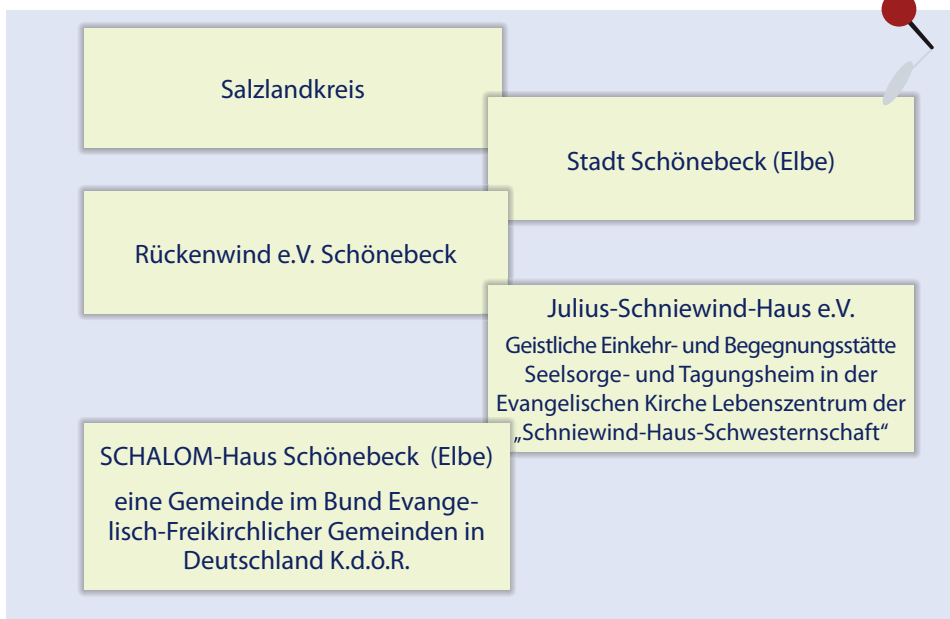 Salzlandkreis
Stadt Schönebeck (Elbe)
Rückenwind e.V. Schönebeck
Julius-Schniewind-Haus e.V.
Geistliche Einkehr- und Begegnungsstätte
Seelsorge- und Tagungsheim in der
Evangelischen Kirche Lebenszentrum der
„Schniewind-Haus-Schwesternschaft“
SCHALOM-Haus Schönebeck (Elbe)
eine Gemeinde im Bund Evange-
lisch-Freikirchlicher Gemeinden in
Deutschland K.d.ö.R.